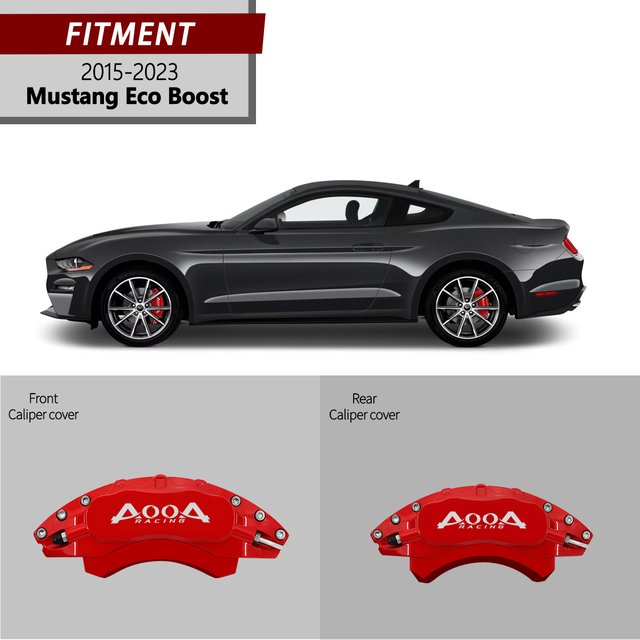 FITMENT
2015-2023
Mustang Eco Boost
Front
Caliper cover
AOOA
RACING
Rear
Caliper cover
AOOA
RACING